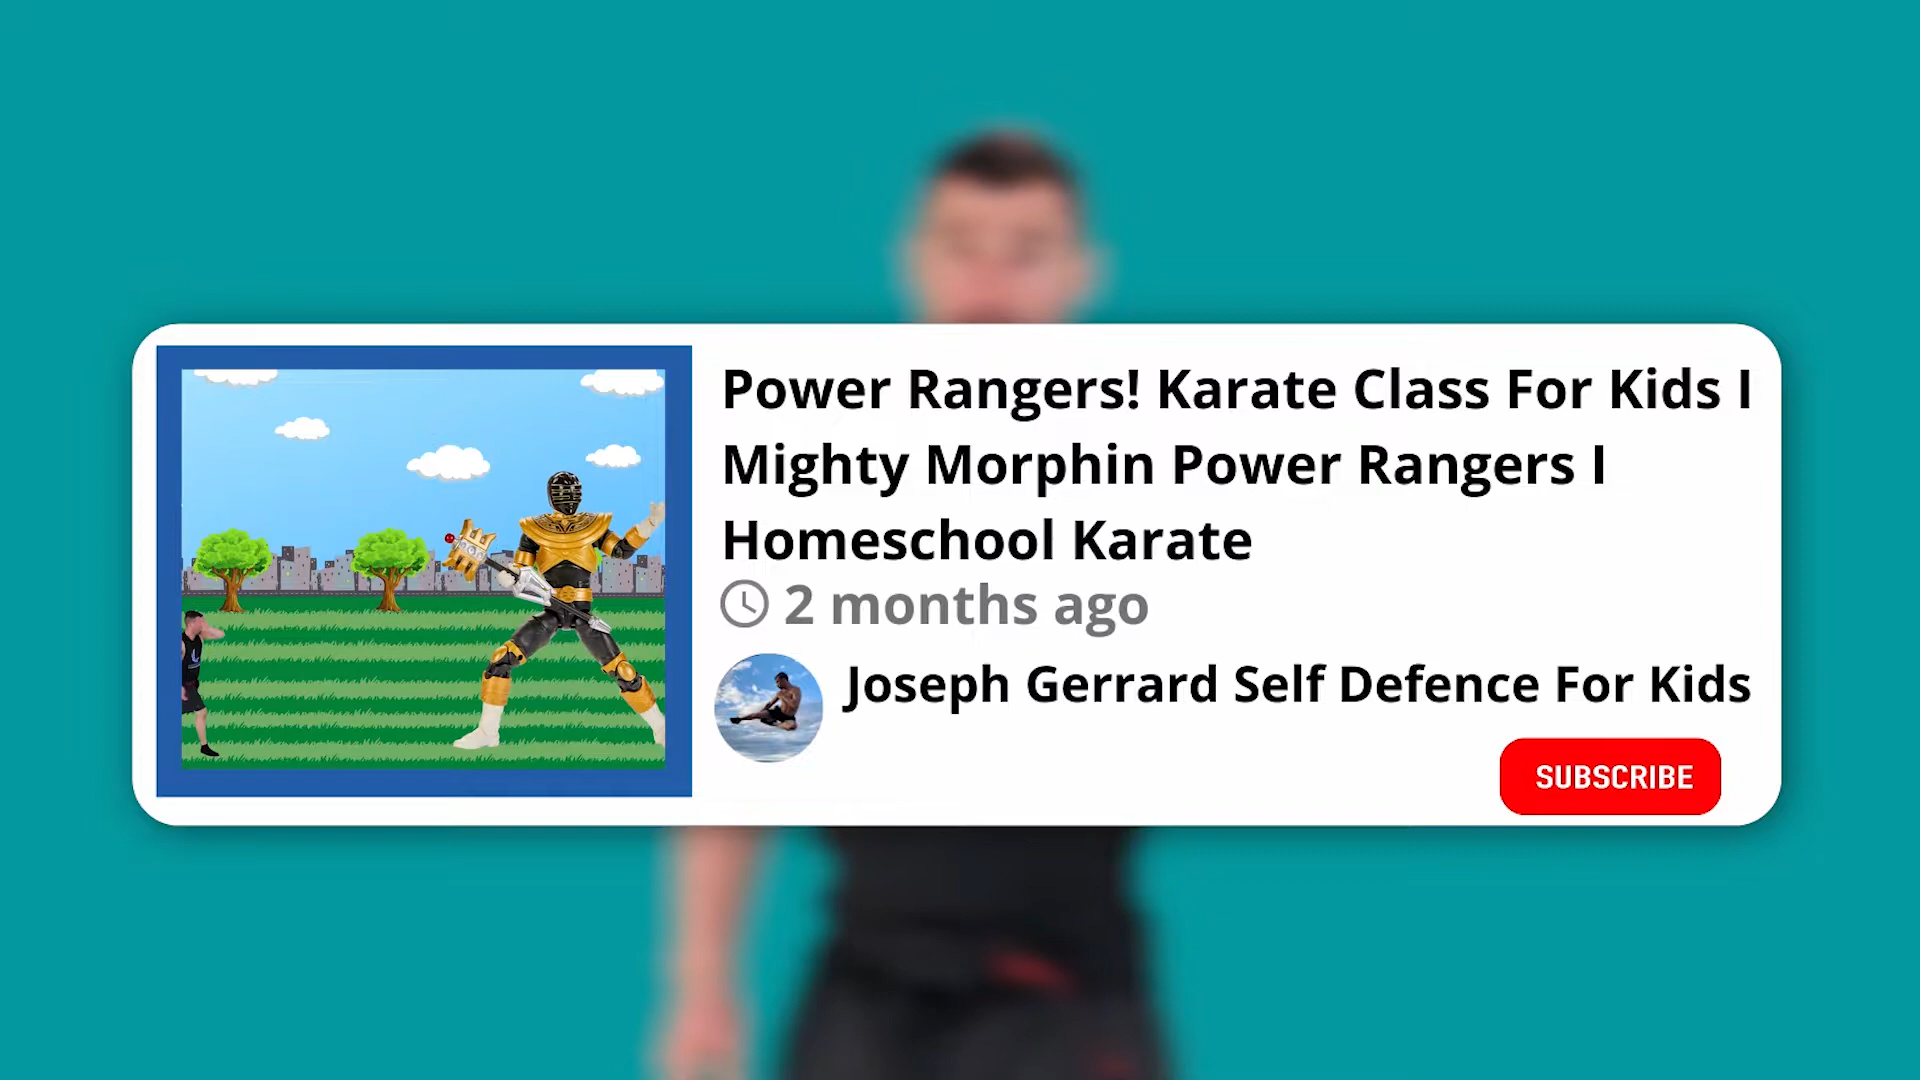 Power Rangers! Karate Class For Kids I
Mighty Morphin Power Rangers I
Homeschool Karate
2 months ago
Joseph Gerrard Self Defence For Kids
SUBSCRIBE